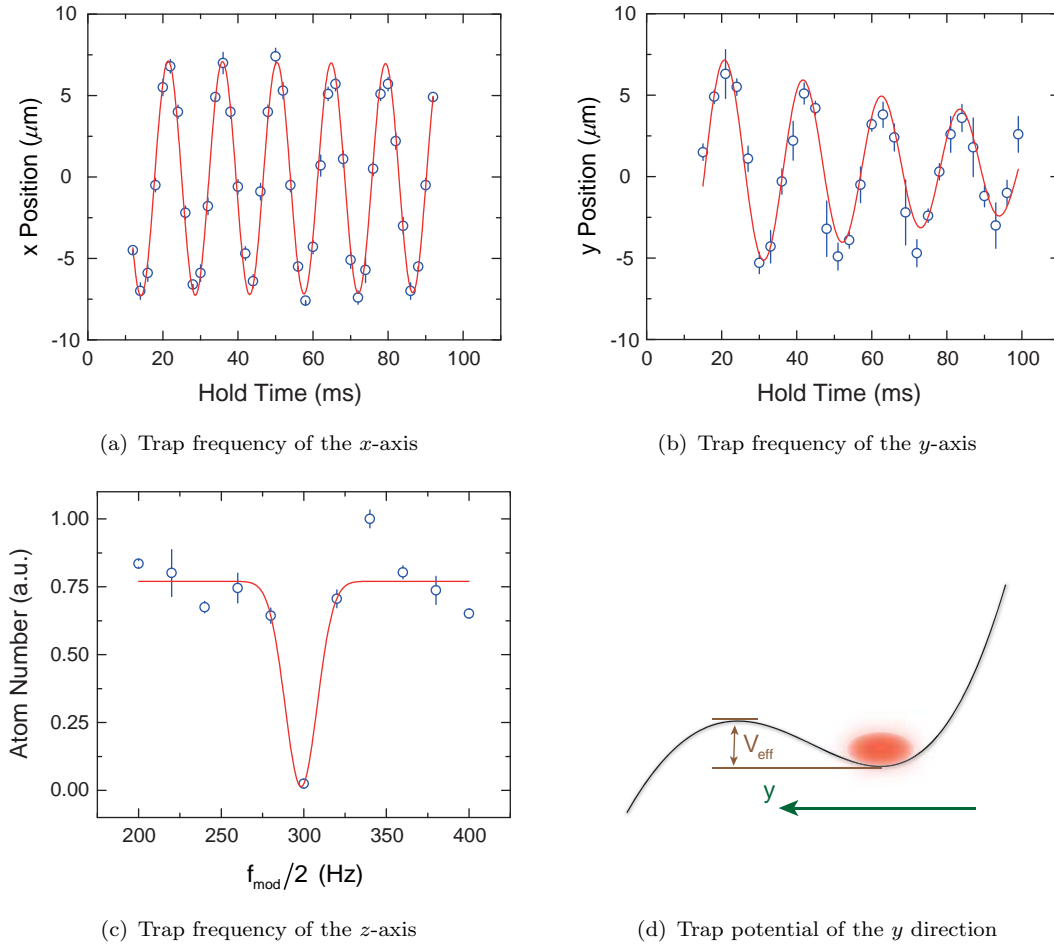 10
5
0
-5
-10
x Position (μm)
0 20 40 60 80 100
Hold Time (ms)
(a) Trap frequency of the x-axis
10
5
0
-5
-10
y Position (μm)
0 20 40 60 80 100
Hold Time (ms)
(b) Trap frequency of the y-axis
1.00
0.75
0.50
0.25
0.00
Atom Number (a.u.)
200 250 300 350 400
f_mod/2 (Hz)
(c) Trap frequency of the z-axis
V_eff
y
(d) Trap potential of the y direction